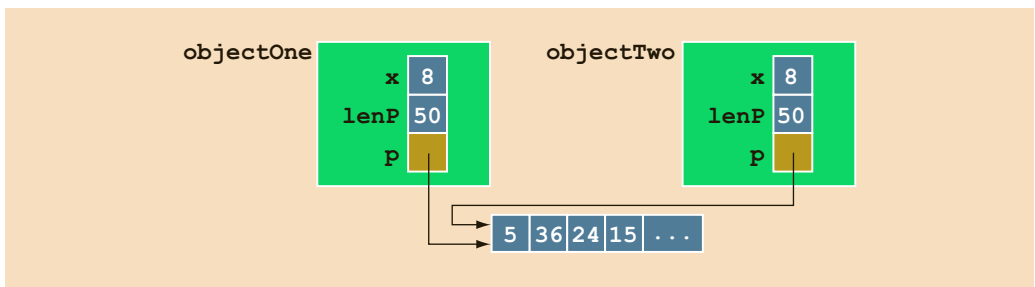 objectOne objectTwo
x 8 x 8
lenP 50 lenP 50
p p
5 36 24 15 ...